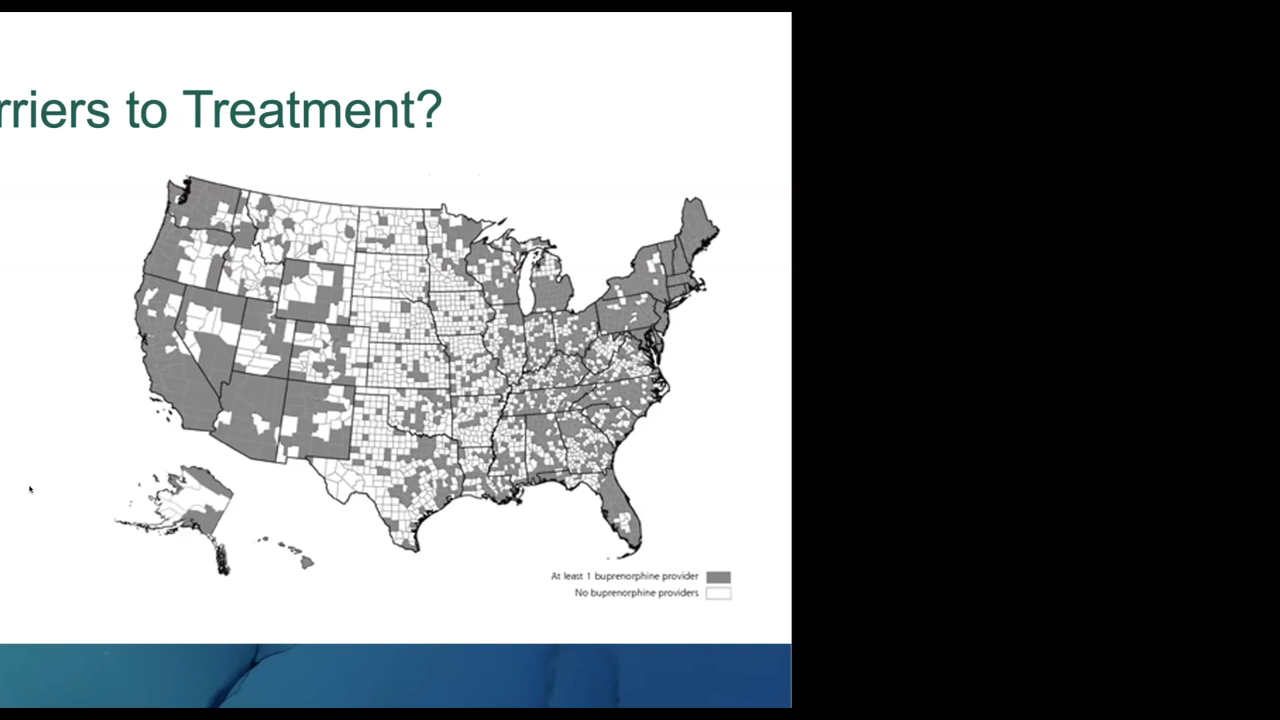 rriers to Treatment?
At least 1 buprenorphine provider
No buprenorphine providers